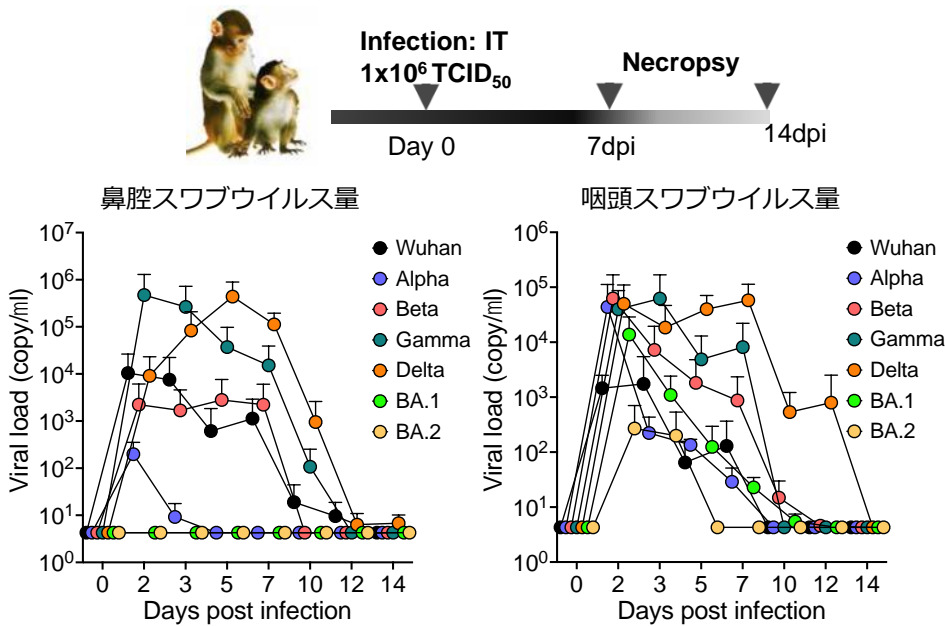 Infection: IT
1x10⁶ TCID₅₀
Necropsy
Day 0
7dpi
14dpi
鼻腔スワブウイルス量
10⁷
10⁶
10⁵
10⁴
10³
10²
10¹
10⁰
Viral load (copy/ml)
0 2 3 5 7 10 12 14
Days post infection
Wuhan
Alpha
Beta
Gamma
Delta
BA.1
BA.2
咽頭スワブウイルス量
10⁶
10⁵
10⁴
10³
10²
10¹
10⁰
Viral load (copy/ml)
0 2 3 5 7 10 12 14
Days post infection
Wuhan
Alpha
Beta
Gamma
Delta
BA.1
BA.2